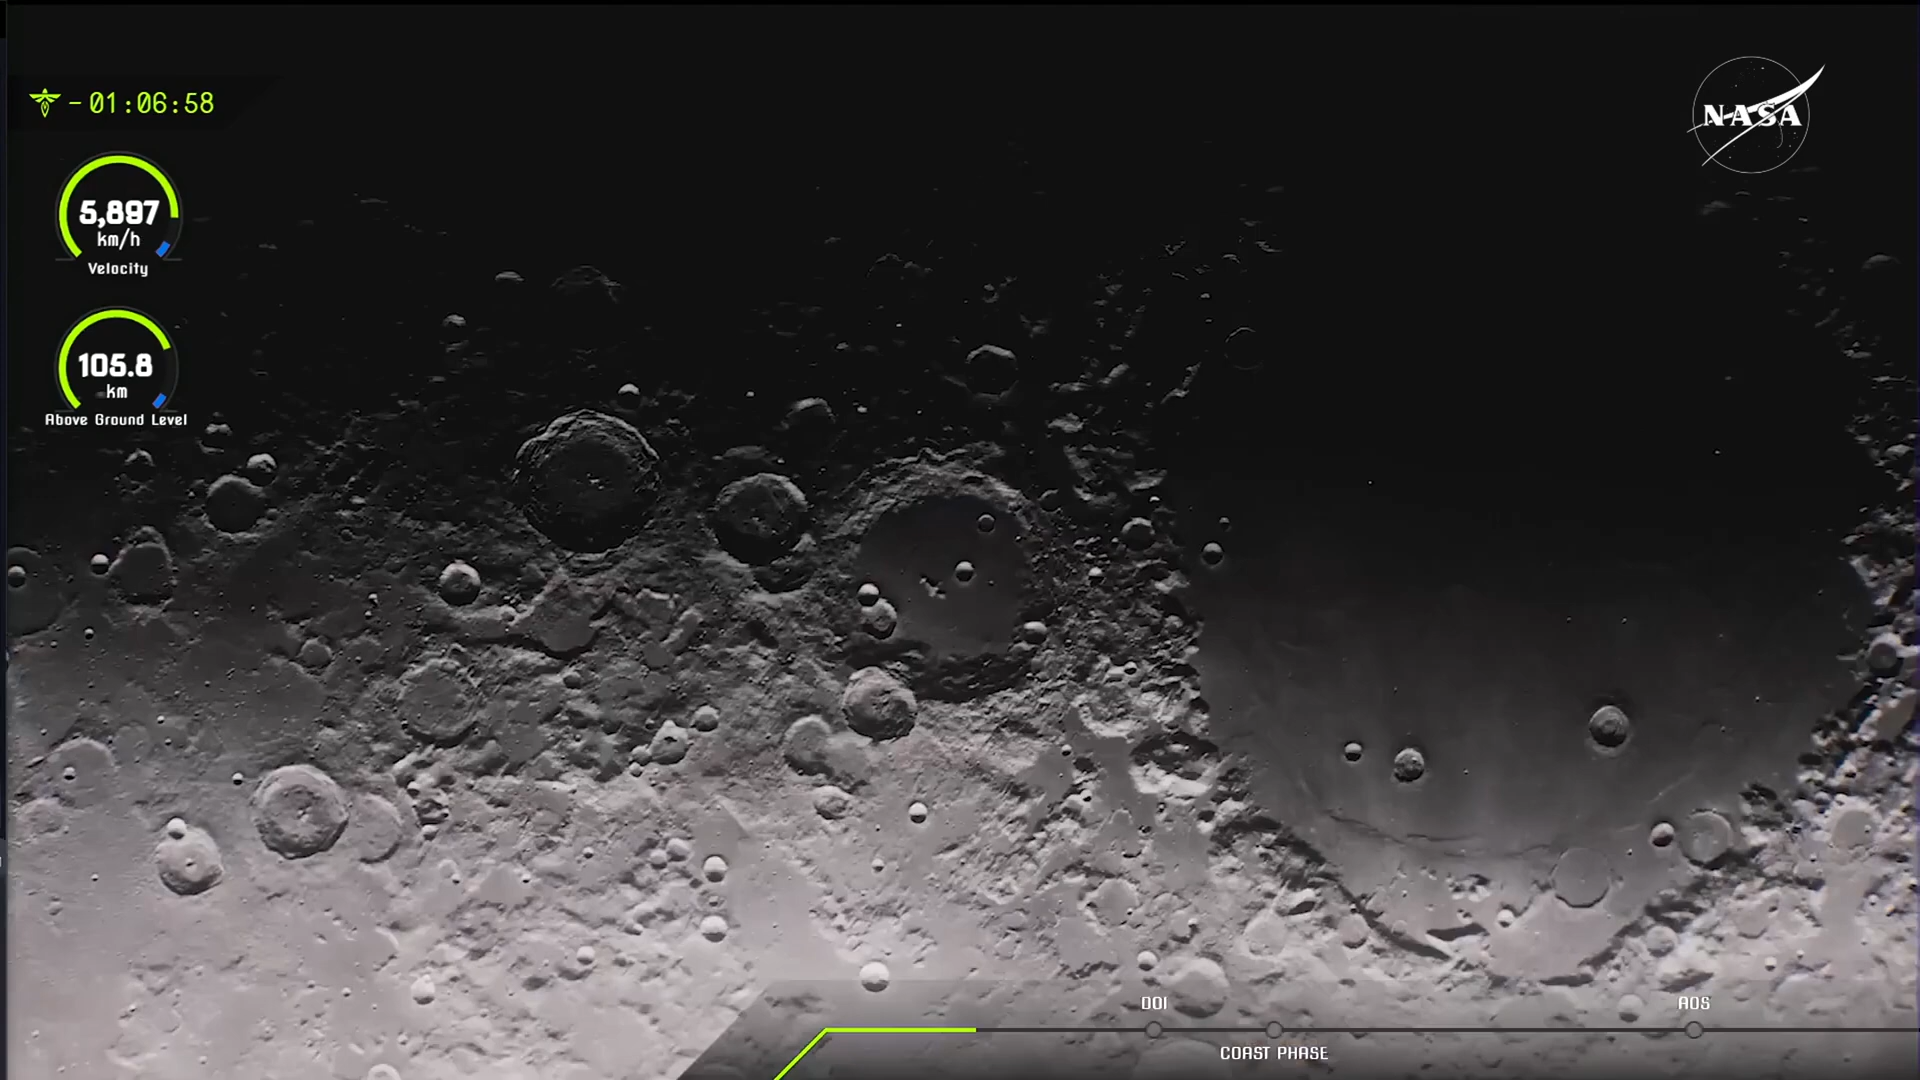 -01:06:58
NASA
5,897
km/h
Velocity
105.8
km
Above Ground Level
DOI
AOS
COAST PHASE